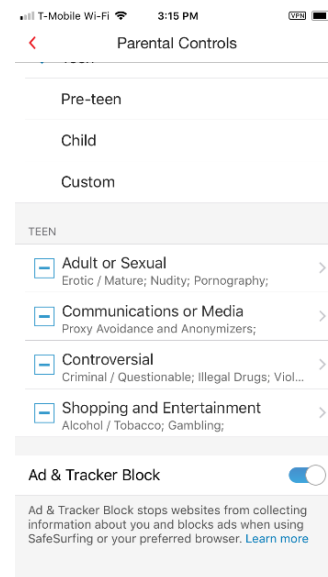 T-Mobile Wi-Fi 3:15 PM VPN
Parental Controls
Teen
Pre-teen
Child
Custom
TEEN
Adult or Sexual
Erotic / Mature; Nudity; Pornography;
Communications or Media
Proxy Avoidance and Anonymizers;
Controversial
Criminal / Questionable; Illegal Drugs; Viol...
Shopping and Entertainment
Alcohol / Tobacco; Gambling;
Ad & Tracker Block
Ad & Tracker Block stops websites from collecting
information about you and blocks ads when using
SafeSurfing or your preferred browser. Learn more